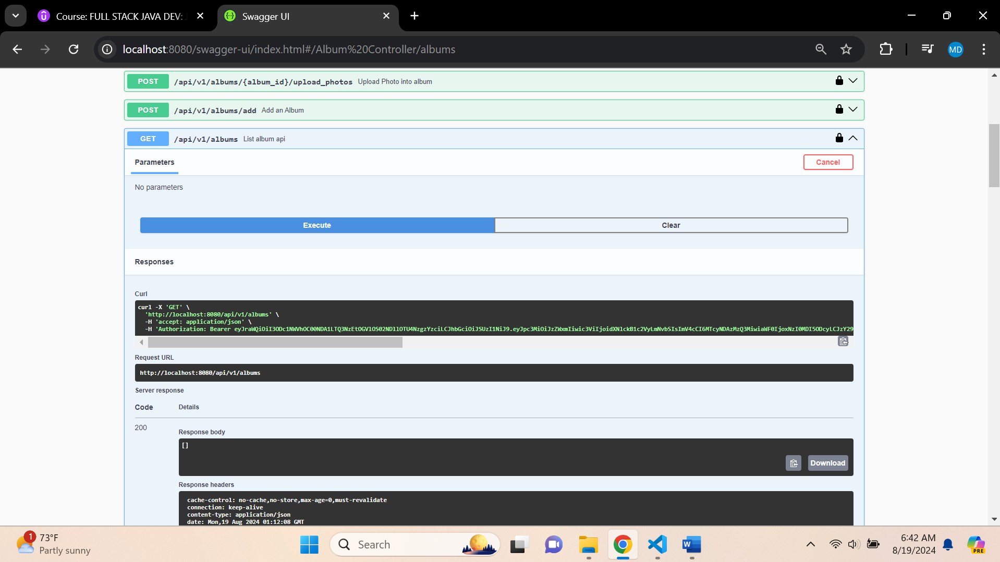 Course: FULL STACK JAVA DEV:
Swagger UI
localhost:8080/swagger-ui/index.html#/Album%20Controller/albums
MD
POST /api/v1/albums/{album_id}/upload_photos Upload Photo into album
POST /api/v1/albums/add Add an Album
GET /api/v1/albums List album api
Parameters
Cancel
No parameters
Execute
Clear
Responses
Curl
curl -X 'GET' \
'http://localhost:8080/api/v1/albums' \
-H 'accept: application/json' \
-H 'Authorization: Bearer
Request URL
http://localhost:8080/api/v1/albums
Server response
Code Details
200
Response body
[]
Download
Response headers
cache-control: no-cache,no-store,max-age=0,must-revalidate
connection: keep-alive
content-type: application/json
date: Mon,19 Aug 2024 01:12:08 GMT
1
73°F
Partly sunny
Search
W
6:42 AM
8/19/2024
PRE